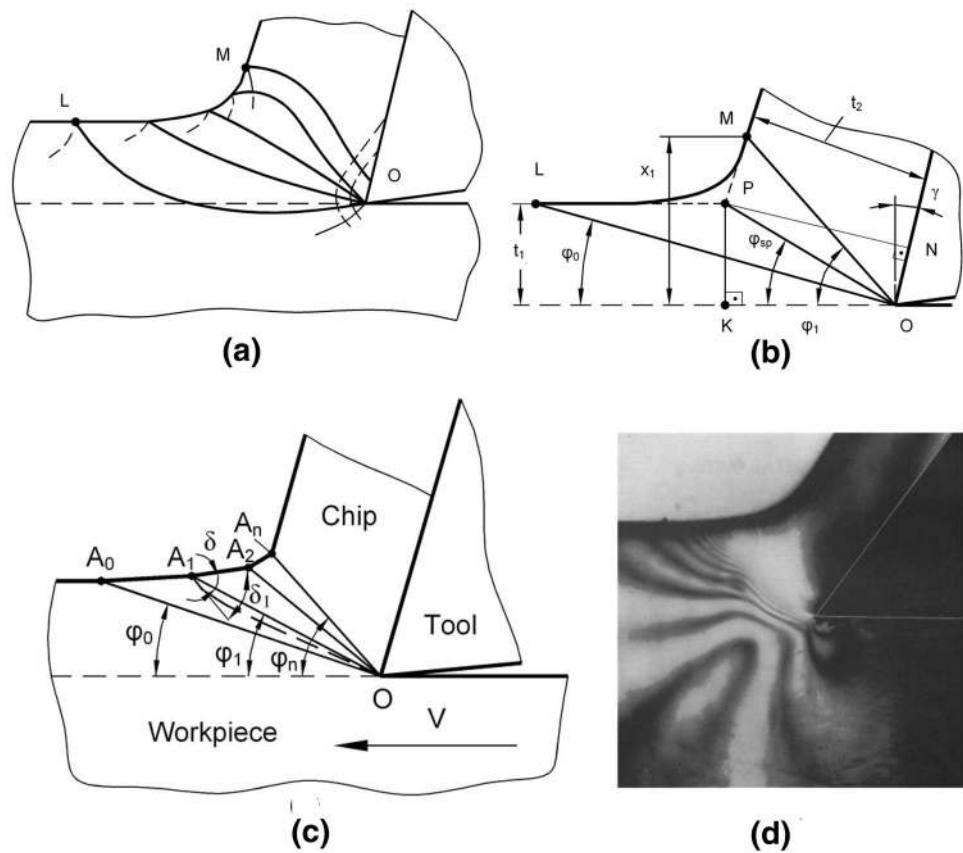 M
L
O
(a)
M
t₂
L
x₁
P
γ
φ₀
φsp
N
t₁
K
φ₁
O
(b)
Chip
Aₙ
A₀
A₁
δ
A₂
δ₁
φ₀
φ₁
φₙ
Tool
O
V
Workpiece
(c)
(d)